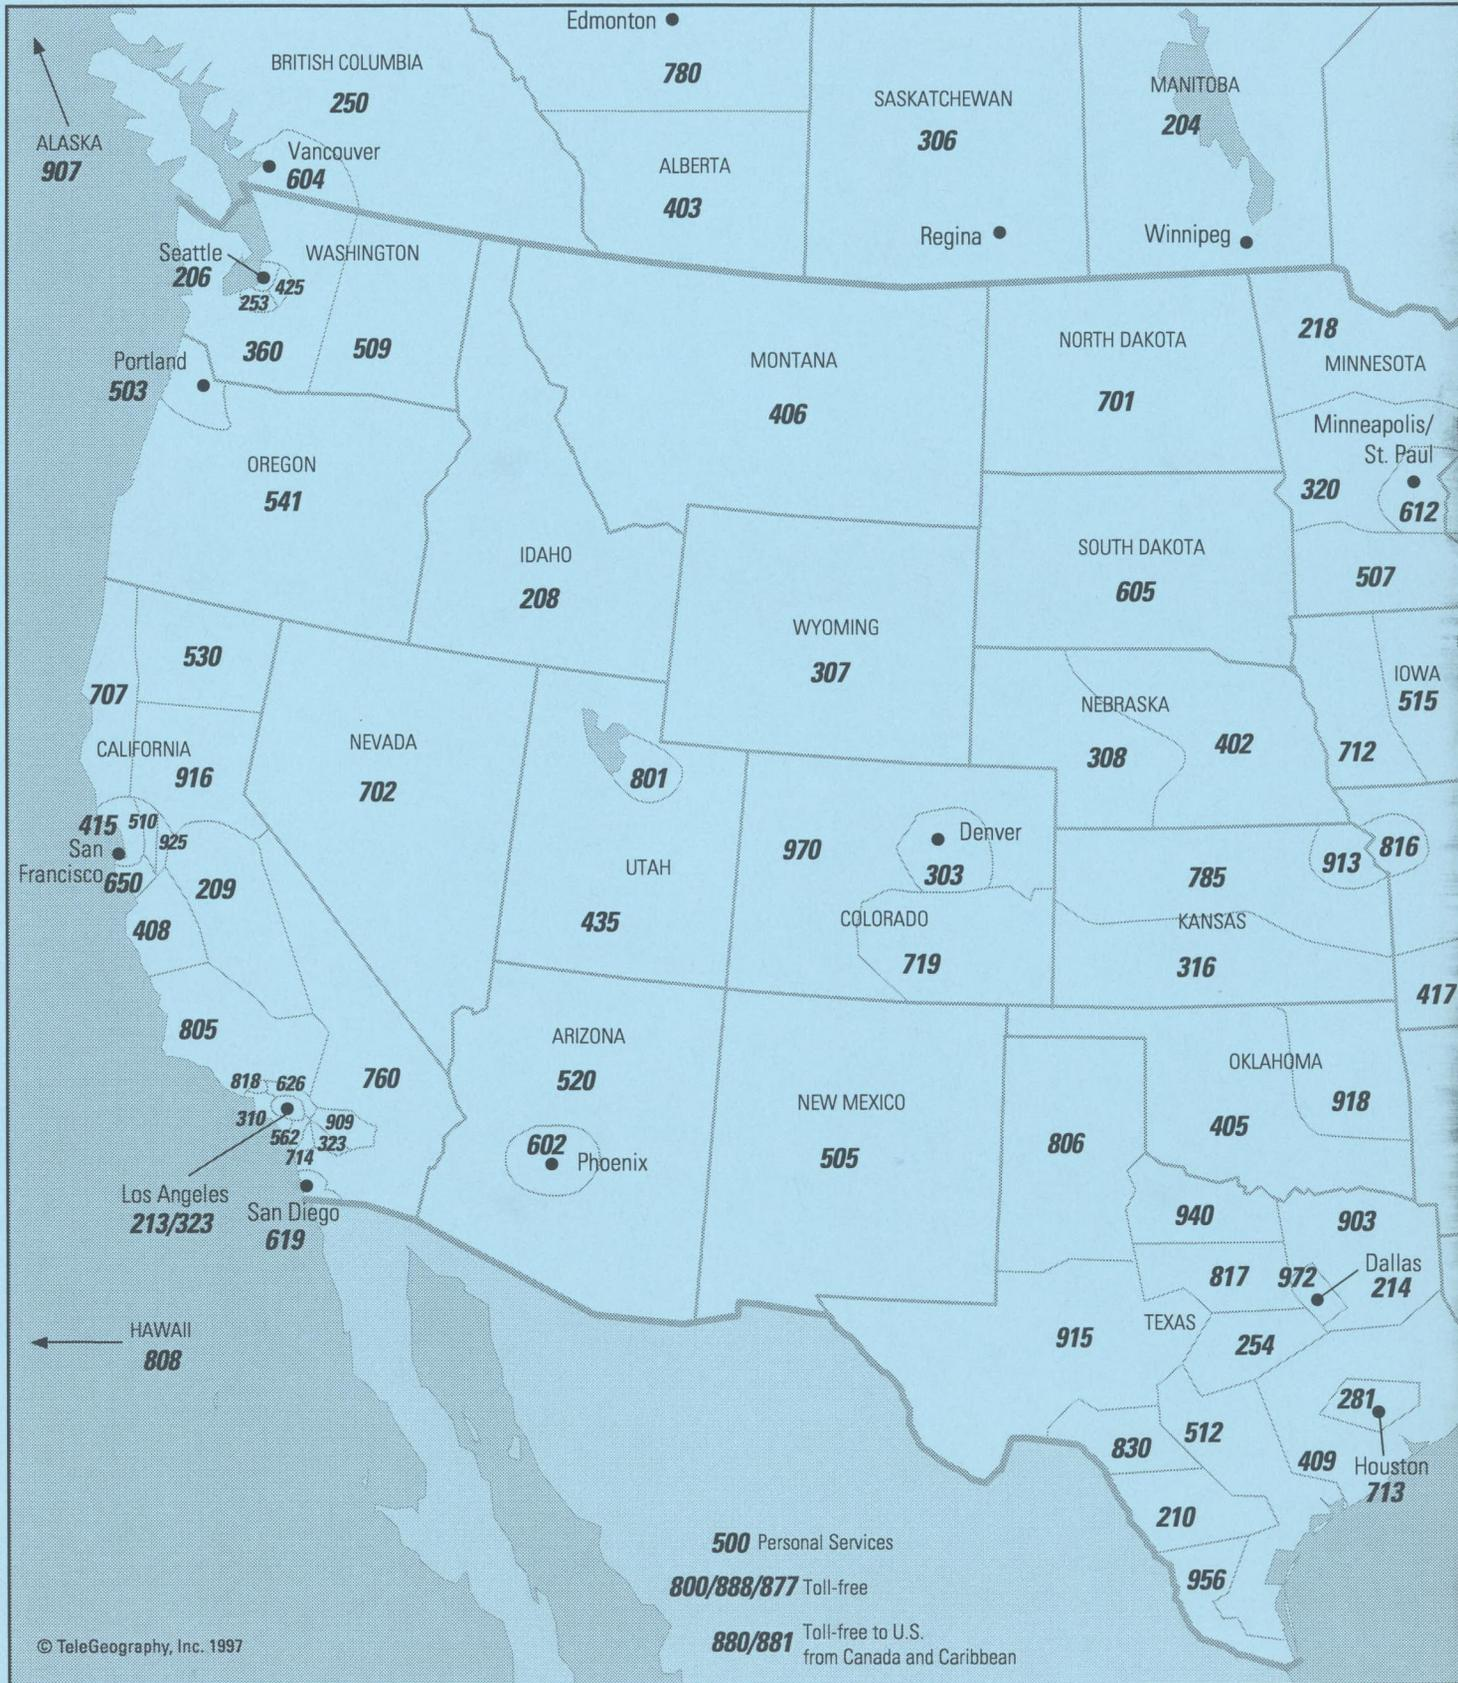 Edmonton
780
BRITISH COLUMBIA
250
SASKATCHEWAN
306
MANITOBA
204
ALASKA
907
Vancouver
604
ALBERTA
403
Regina
Winnipeg
Seattle
206
WASHINGTON
425
253
360
509
Portland
503
MONTANA
406
NORTH DAKOTA
701
218
MINNESOTA
Minneapolis/
St. Paul
320
612
507
OREGON
541
IDAHO
208
SOUTH DAKOTA
605
WYOMING
307
530
707
CALIFORNIA
916
NEVADA
702
801
NEBRASKA
308
402
IOWA
515
712
415
510
925
San
Francisco
650
209
408
UTAH
435
970
Denver
303
COLORADO
719
785
KANSAS
316
913
816
417
805
760
818
626
310
562
714
909
323
Los Angeles
213/323
San Diego
619
ARIZONA
520
602
Phoenix
NEW MEXICO
505
OKLAHOMA
405
918
806
940
903
817
972
Dallas
214
TEXAS
915
254
281
Houston
713
409
512
830
210
956
HAWAII
808
500 Personal Services
800/888/877 Toll-free
880/881 Toll-free to U.S.
from Canada and Caribbean
© TeleGeography, Inc. 1997